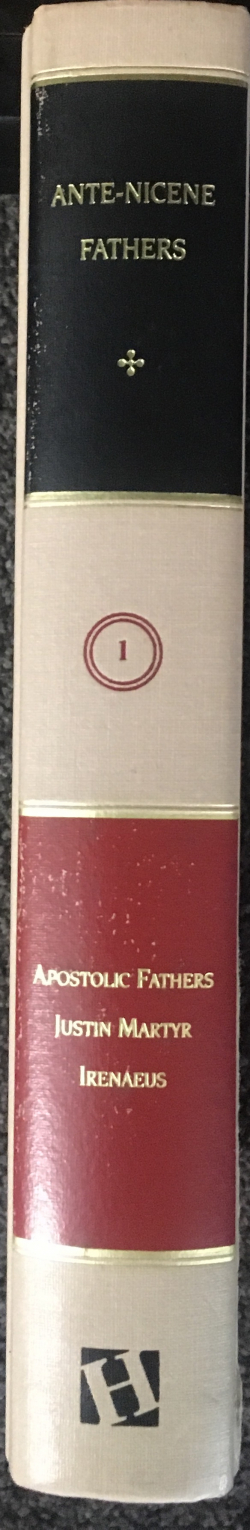 ANTE-NICENE
FATHERS
1
APOSTOLIC FATHERS
JUSTIN MARTYR
IRENAEUS
H